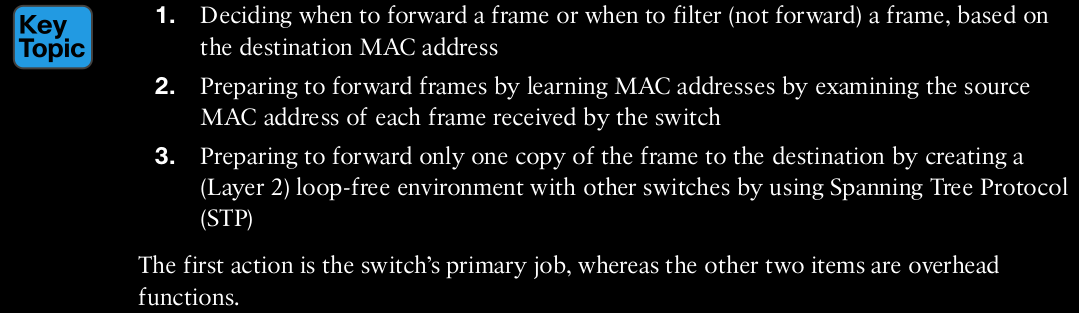 Key
Topic
1. Deciding when to forward a frame or when to filter (not forward) a frame, based on
the destination MAC address
2. Preparing to forward frames by learning MAC addresses by examining the source
MAC address of each frame received by the switch
3. Preparing to forward only one copy of the frame to the destination by creating a
(Layer 2) loop-free environment with other switches by using Spanning Tree Protocol
(STP)
The first action is the switch’s primary job, whereas the other two items are overhead
functions.